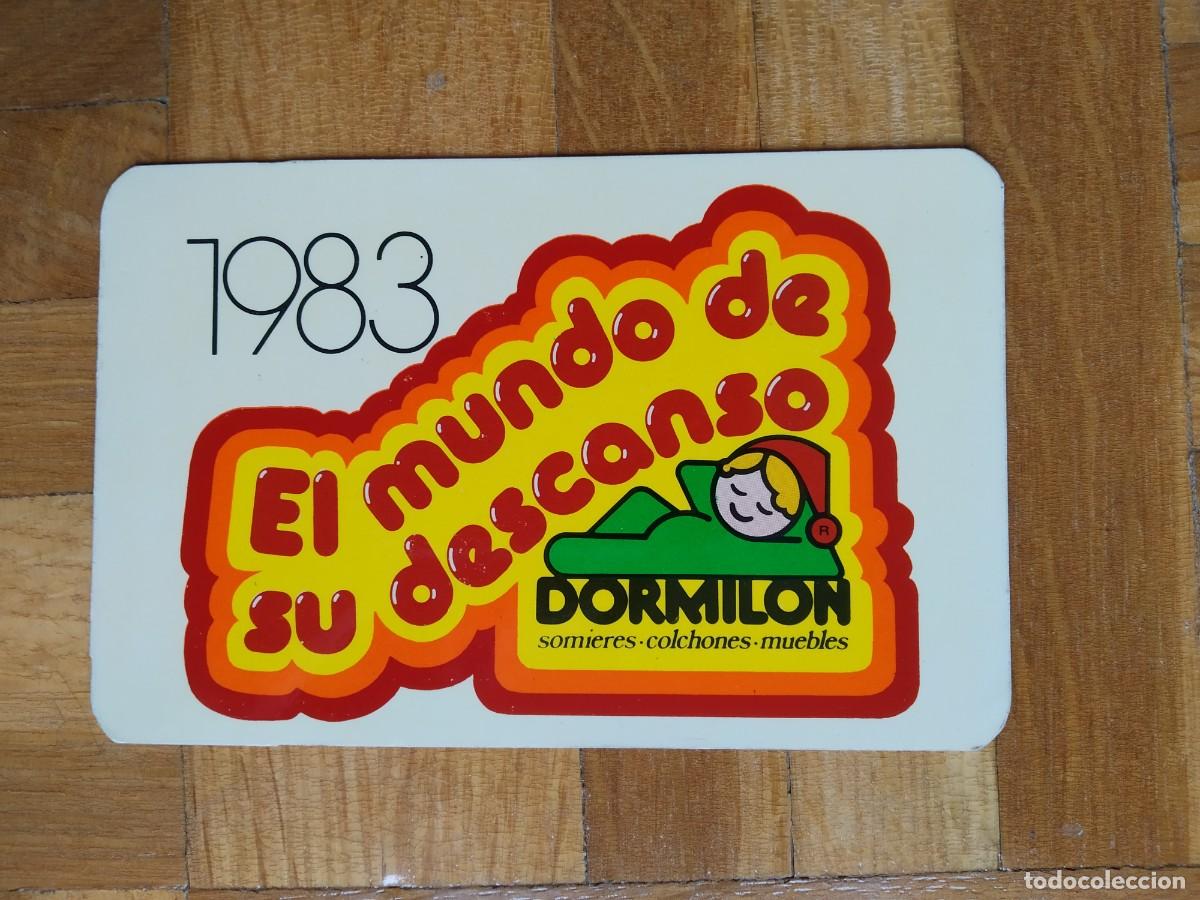 1983
El mundo de
su descanso
R
DORMILON
somieres·colchones·muebles
todocoleccion